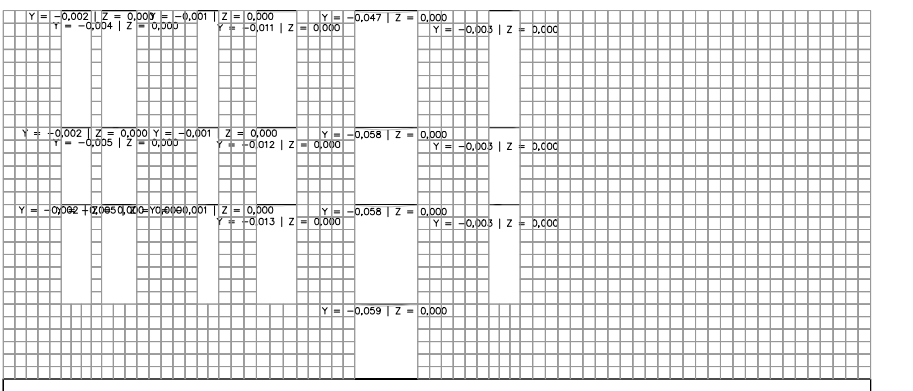 Y = -0,002 | Z = 0,000
Y = -0,001 | Z = 0,000
Y = -0,047 | Z = 0,000
Y = -0,004 | Z = 0,000
Y = -0,011 | Z = 0,000
Y = -0,003 | Z = 0,000
Y = -0,002 | Z = 0,000
Y = -0,001 | Z = 0,000
Y = -0,058 | Z = 0,000
Y = -0,005 | Z = 0,000
Y = -0,012 | Z = 0,000
Y = -0,003 | Z = 0,000
Y = -0,002
-0,001 | Z = 0,000
Y = -0,058 | Z = 0,000
Y = -0,013 | Z = 0,000
Y = -0,003 | Z = 0,000
Y = -0,059 | Z = 0,000